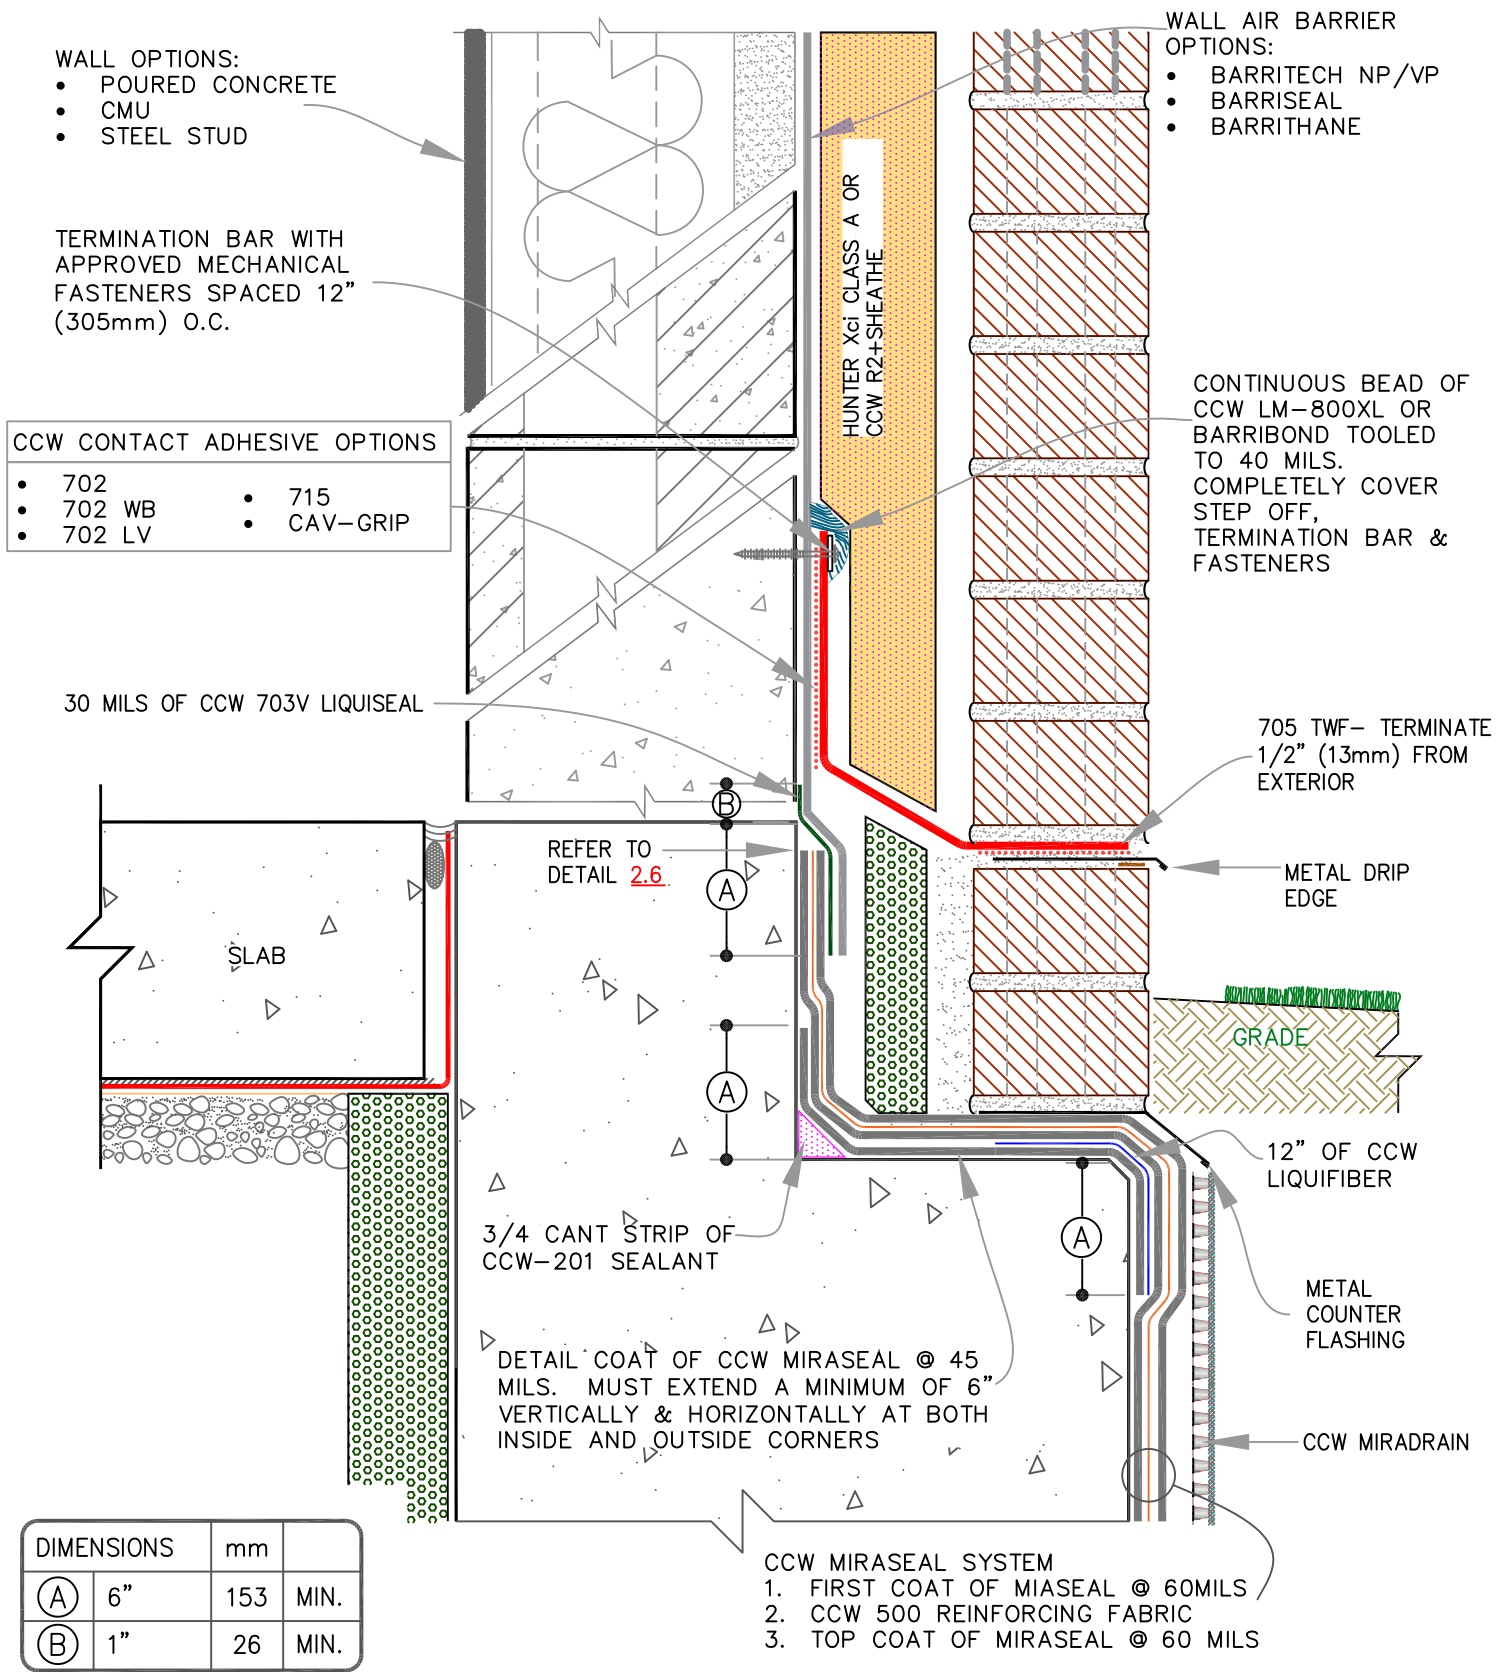 WALL OPTIONS:
• POURED CONCRETE
• CMU
• STEEL STUD
WALL AIR BARRIER
OPTIONS:
• BARRITECH NP/VP
• BARRISEAL
• BARRITHANE
TERMINATION BAR WITH
APPROVED MECHANICAL
FASTENERS SPACED 12"
(305mm) O.C.
HUNTER Xci CLASS A OR
CCW R2+SHEATHE
CONTINUOUS BEAD OF
CCW LM-800XL OR
BARRIBOND TOOLED
TO 40 MILS.
COMPLETELY COVER
STEP OFF,
TERMINATION BAR &
FASTENERS
CCW CONTACT ADHESIVE OPTIONS
• 702
• 702 WB
• 702 LV
• 715
• CAV-GRIP
30 MILS OF CCW 703V LIQUISEAL
705 TWF- TERMINATE
1/2" (13mm) FROM
EXTERIOR
B
REFER TO
DETAIL 2.6
A
METAL DRIP
EDGE
SLAB
GRADE
A
12" OF CCW
LIQUIFIBER
3/4 CANT STRIP OF
CCW-201 SEALANT
A
METAL
COUNTER
FLASHING
DETAIL COAT OF CCW MIRASEAL @ 45
MILS. MUST EXTEND A MINIMUM OF 6"
VERTICALLY & HORIZONTALLY AT BOTH
INSIDE AND OUTSIDE CORNERS
CCW MIRADRAIN
DIMENSIONS mm
A 6" 153 MIN.
B 1" 26 MIN.
CCW MIRASEAL SYSTEM
1. FIRST COAT OF MIASEAL @ 60MILS
2. CCW 500 REINFORCING FABRIC
3. TOP COAT OF MIRASEAL @ 60 MILS